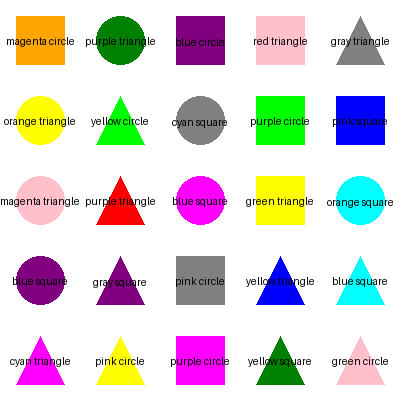 magenta circle purple triangle blue circle red triangle gray triangle
orange triangle yellow circle cyan square purple circle pink square
magenta triangle purple triangle blue square green triangle orange square
blue square gray square pink circle yellow triangle blue square
cyan triangle pink circle purple circle yellow square green circle